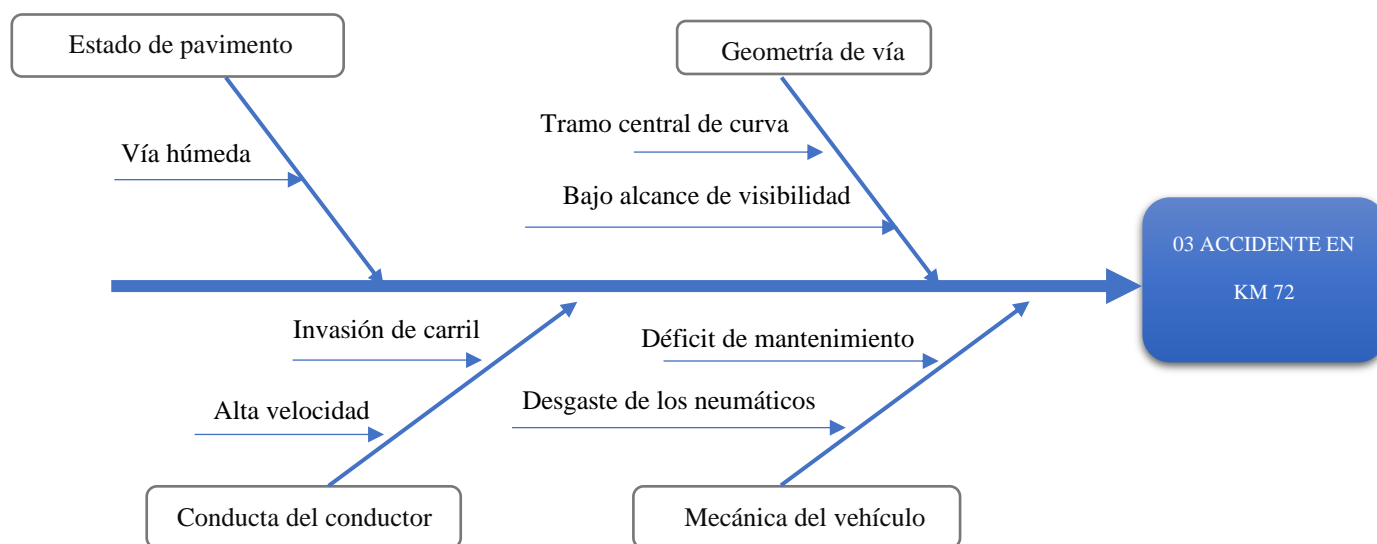 Estado de pavimento
Geometría de vía
Tramo central de curva
Vía húmeda
Bajo alcance de visibilidad
03 ACCIDENTE EN
KM 72
Invasión de carril
Déficit de mantenimiento
Desgaste de los neumáticos
Alta velocidad
Conducta del conductor
Mecánica del vehículo